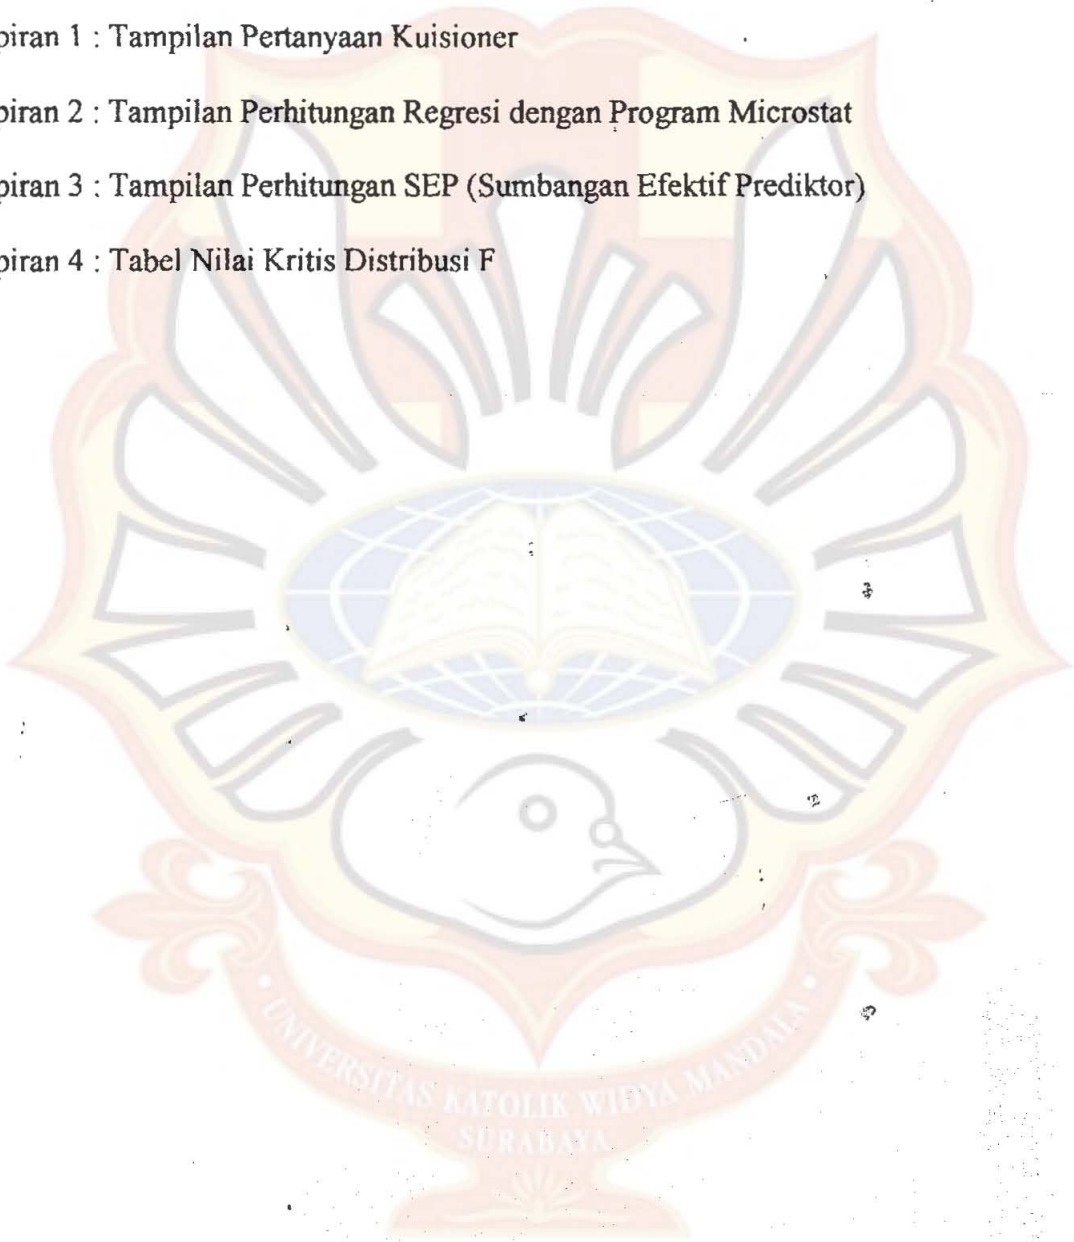 piran 1 : Tampilan Pertanyaan Kuisioner
piran 2 : Tampilan Perhitungan Regresi dengan Program Microstat
piran 3 : Tampilan Perhitungan SEP (Sumbangan Efektif Prediktor)
piran 4 : Tabel Nilai Kritis Distribusi F
UNIVERSITAS KATOLIK WIDYA MANDALA
SURABAYA